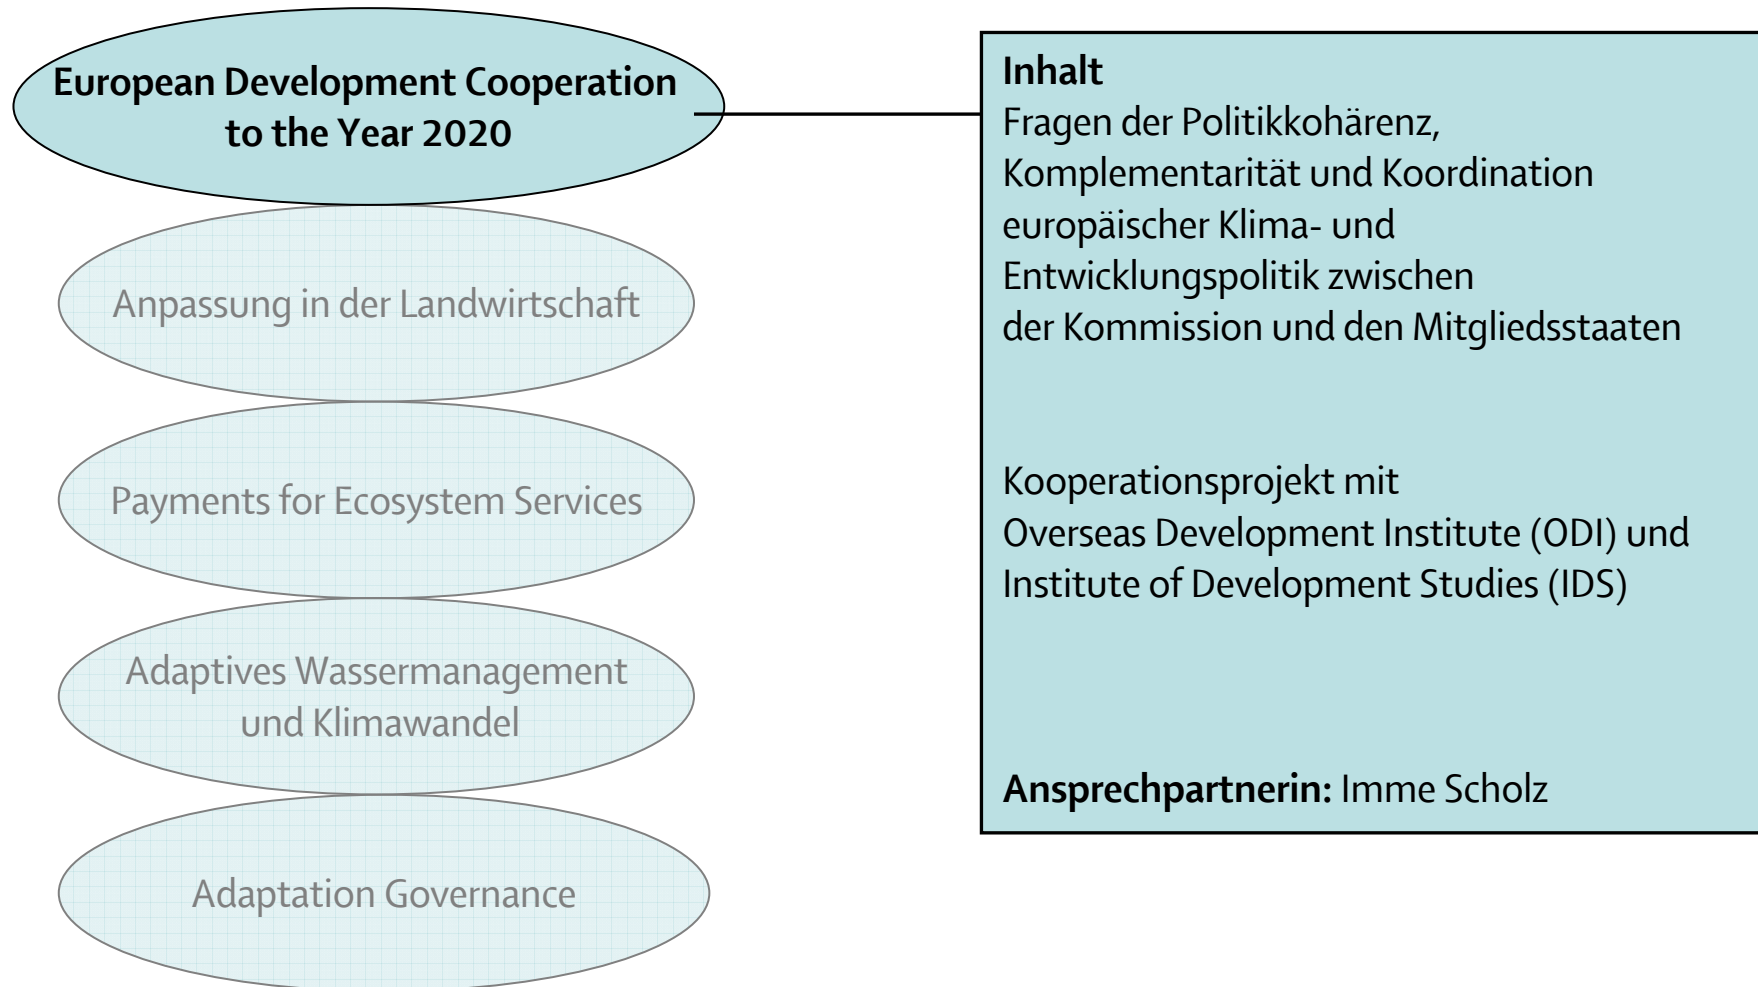 European Development Cooperation
to the Year 2020
Anpassung in der Landwirtschaft
Payments for Ecosystem Services
Adaptives Wassermanagement
und Klimawandel
Adaptation Governance
Inhalt
Fragen der Politikkohärenz,
Komplementarität und Koordination
europäischer Klima- und
Entwicklungspolitik zwischen
der Kommission und den Mitgliedsstaaten
Kooperationsprojekt mit
Overseas Development Institute (ODI) und
Institute of Development Studies (IDS)
Ansprechpartnerin: Imme Scholz